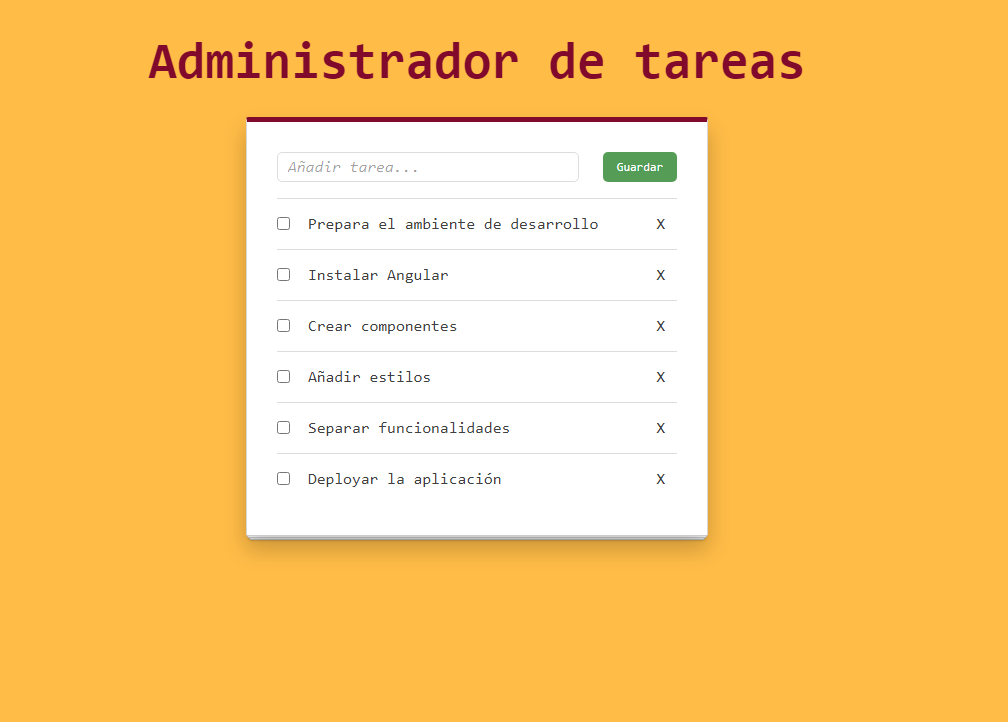 Administrador de tareas
Añadir tarea...
Guardar
Prepara el ambiente de desarrollo X
Instalar Angular X
Crear componentes X
Añadir estilos X
Separar funcionalidades X
Deployar la aplicación X